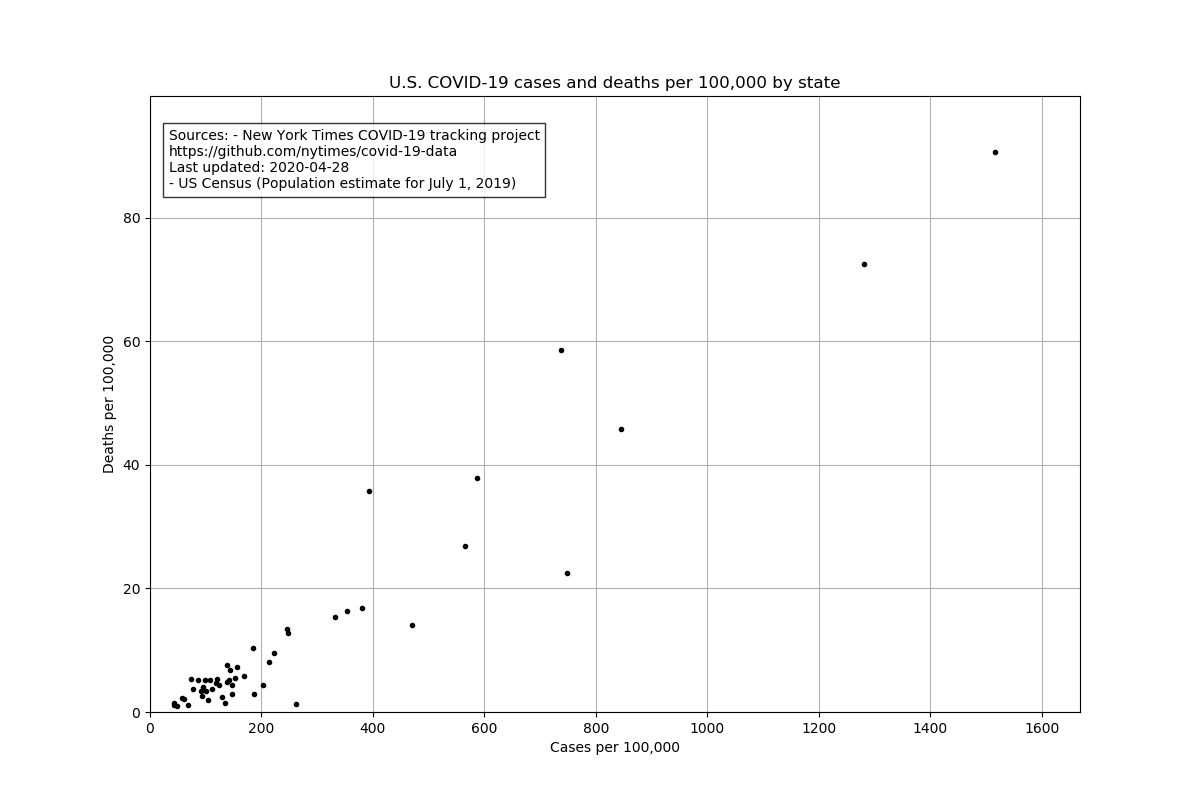 U.S. COVID-19 cases and deaths per 100,000 by state
Sources: - New York Times COVID-19 tracking project
https://github.com/nytimes/covid-19-data
Last updated: 2020-04-28
- US Census (Population estimate for July 1, 2019)
80
60
40
20
0
Deaths per 100,000
0 200 400 600 800 1000 1200 1400 1600
Cases per 100,000